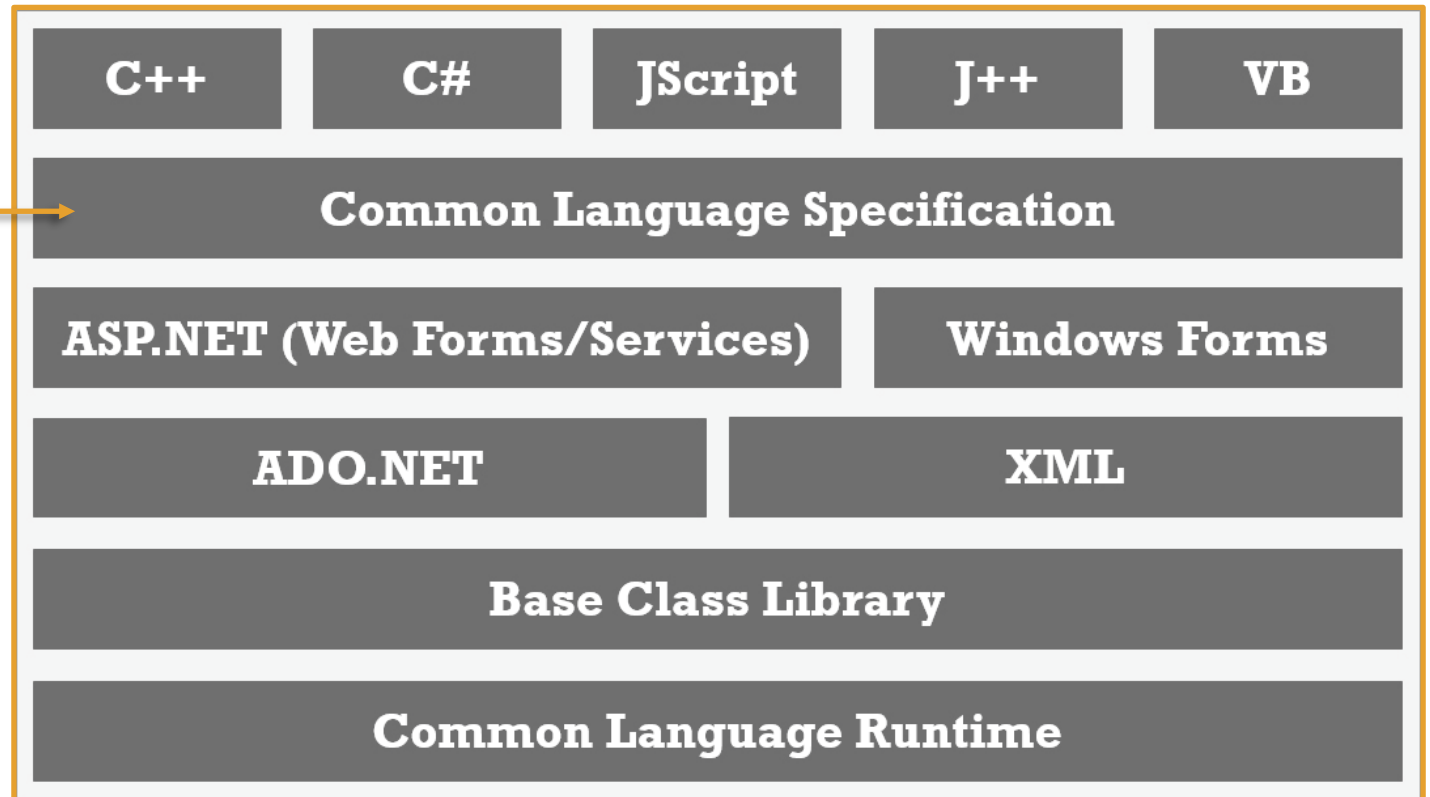 C++
C#
JScript
J++
VB
Common Language Specification
ASP.NET (Web Forms/Services)
Windows Forms
ADO.NET
XML
Base Class Library
Common Language Runtime